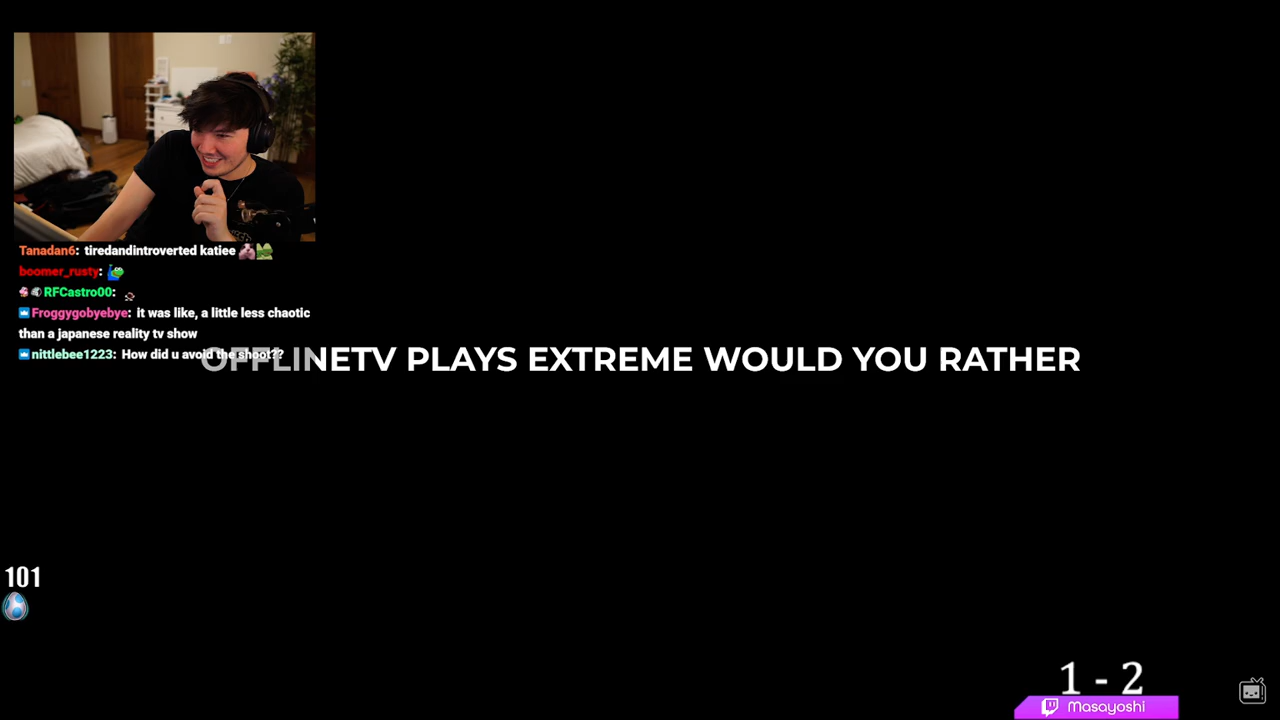 Tanadan6: tiredandintroverted katiee
boomer_rusty:
RFCastro00:
Froggygobyebye: it was like, a little less chaotic
than a japanese reality tv show
nittlebee1223: How did u avoid the shoot??
OFFLINETV PLAYS EXTREME WOULD YOU RATHER
101
1 - 2
Masayoshi